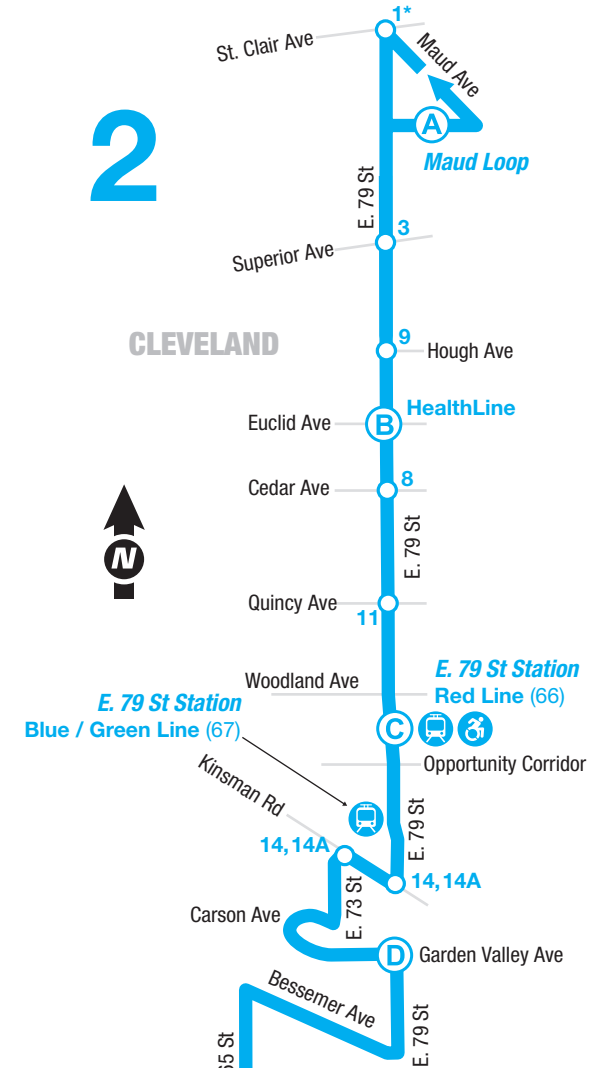 1*
St. Clair Ave
Maud Ave
2
A
Maud Loop
E. 79 St
3
Superior Ave
CLEVELAND
9
Hough Ave
HealthLine
Euclid Ave
B
Cedar Ave
8
E. 79 St
N
Quincy Ave
11
Woodland Ave
E. 79 St Station
Red Line (66)
E. 79 St Station
Blue / Green Line (67)
C
Opportunity Corridor
Kinsman Rd
E. 79 St
14, 14A
14, 14A
E. 73 St
Carson Ave
D
Garden Valley Ave
Bessemer Ave
E. 79 St
55 St